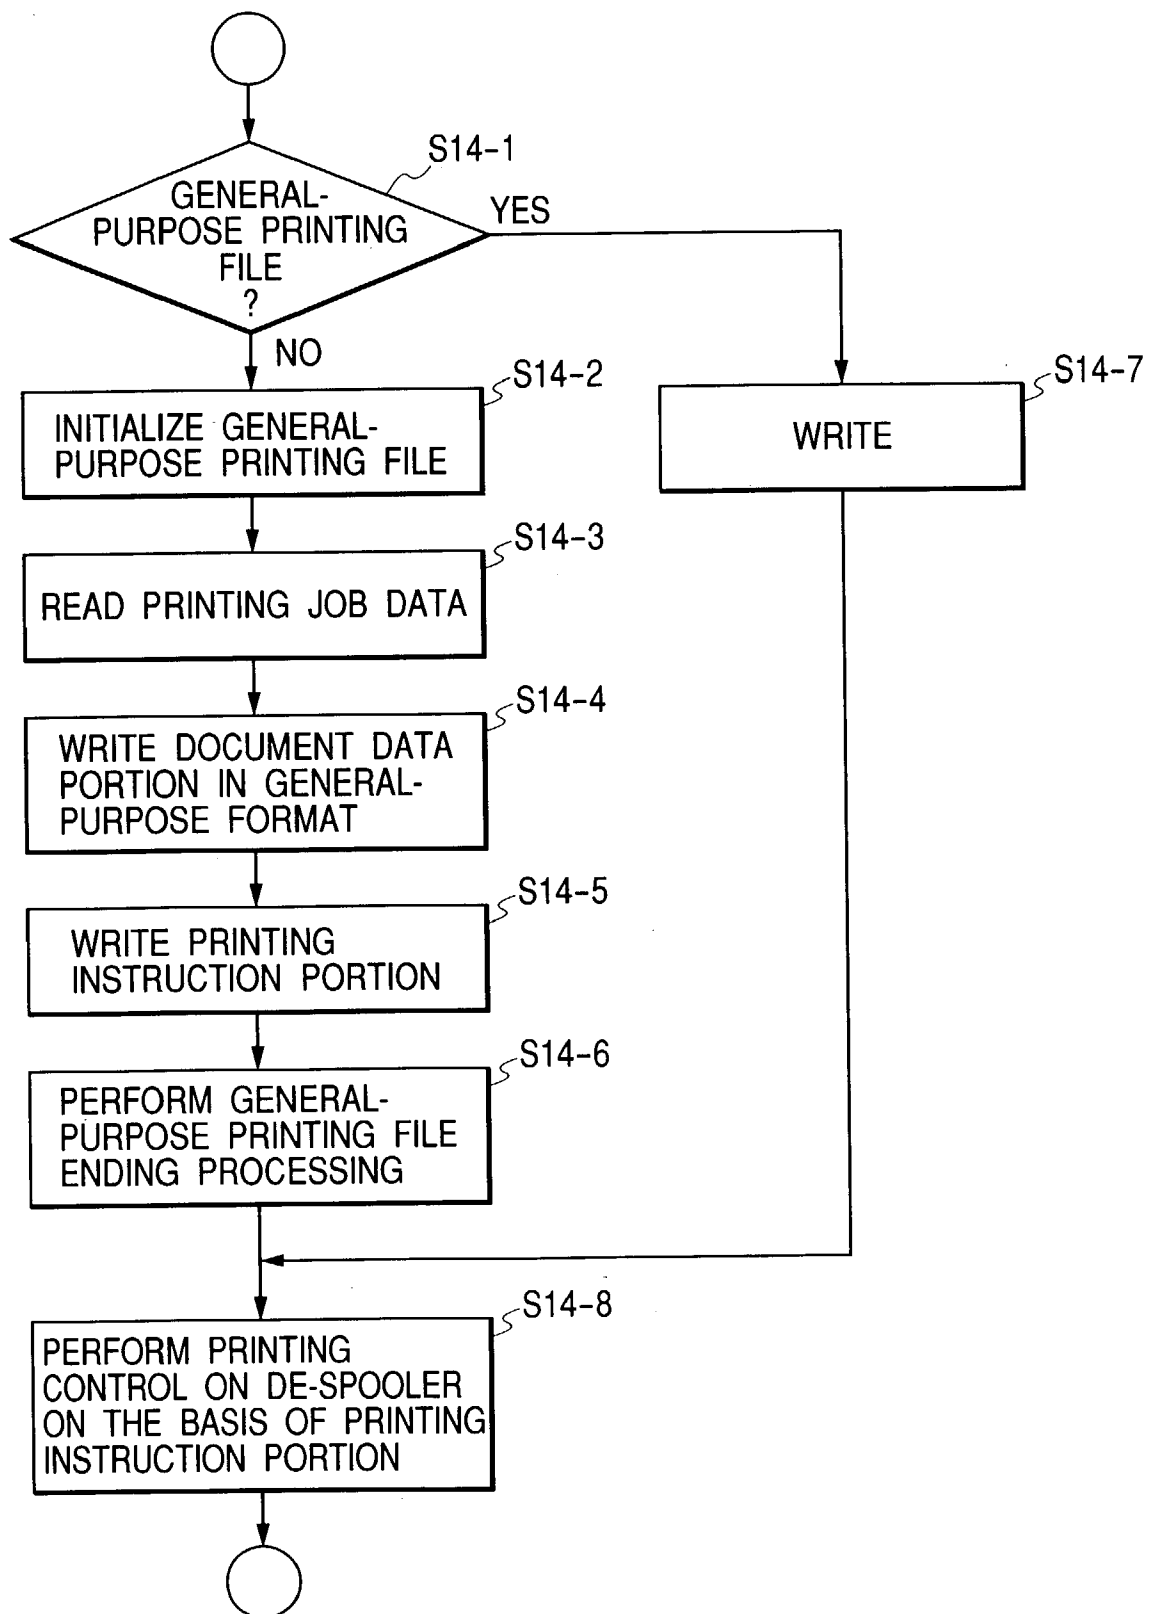 S14-1
GENERAL-
PURPOSE PRINTING
FILE
?
YES
NO
S14-2
INITIALIZE GENERAL-
PURPOSE PRINTING FILE
S14-7
WRITE
S14-3
READ PRINTING JOB DATA
S14-4
WRITE DOCUMENT DATA
PORTION IN GENERAL-
PURPOSE FORMAT
S14-5
WRITE PRINTING
INSTRUCTION PORTION
S14-6
PERFORM GENERAL-
PURPOSE PRINTING FILE
ENDING PROCESSING
S14-8
PERFORM PRINTING
CONTROL ON DE-SPOOLER
ON THE BASIS OF PRINTING
INSTRUCTION PORTION